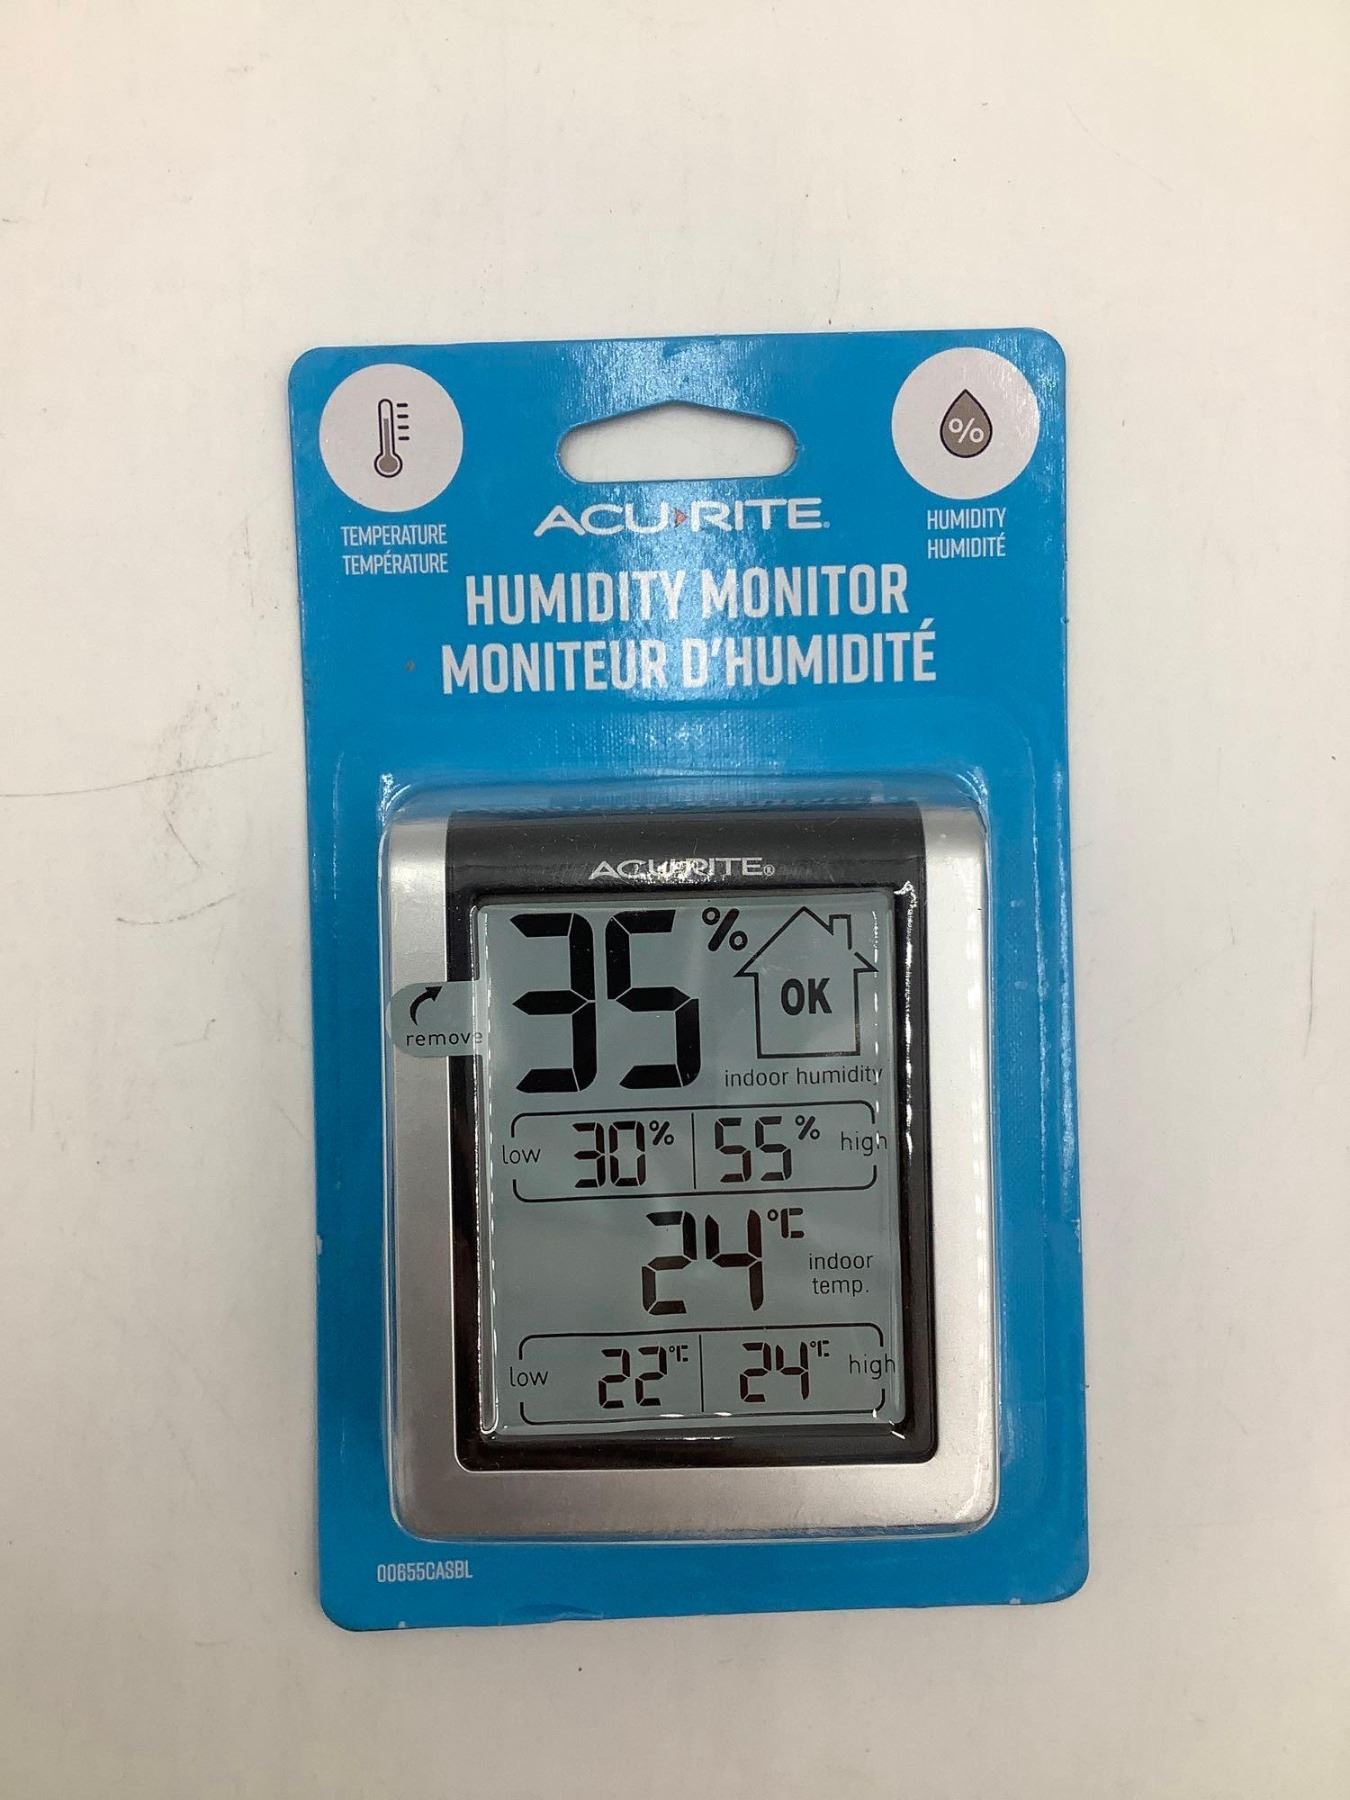 %
TEMPERATURE
TEMPÉRATURE
HUMIDITY
HUMIDITÉ
ACURITE®
HUMIDITY MONITOR
MONITEUR D'HUMIDITÉ
ACURITE®
35%
OK
remove
indoor humidity
low 30% 55% high
24°C
indoor
temp.
low 22°C 24°C high
00655CASBL